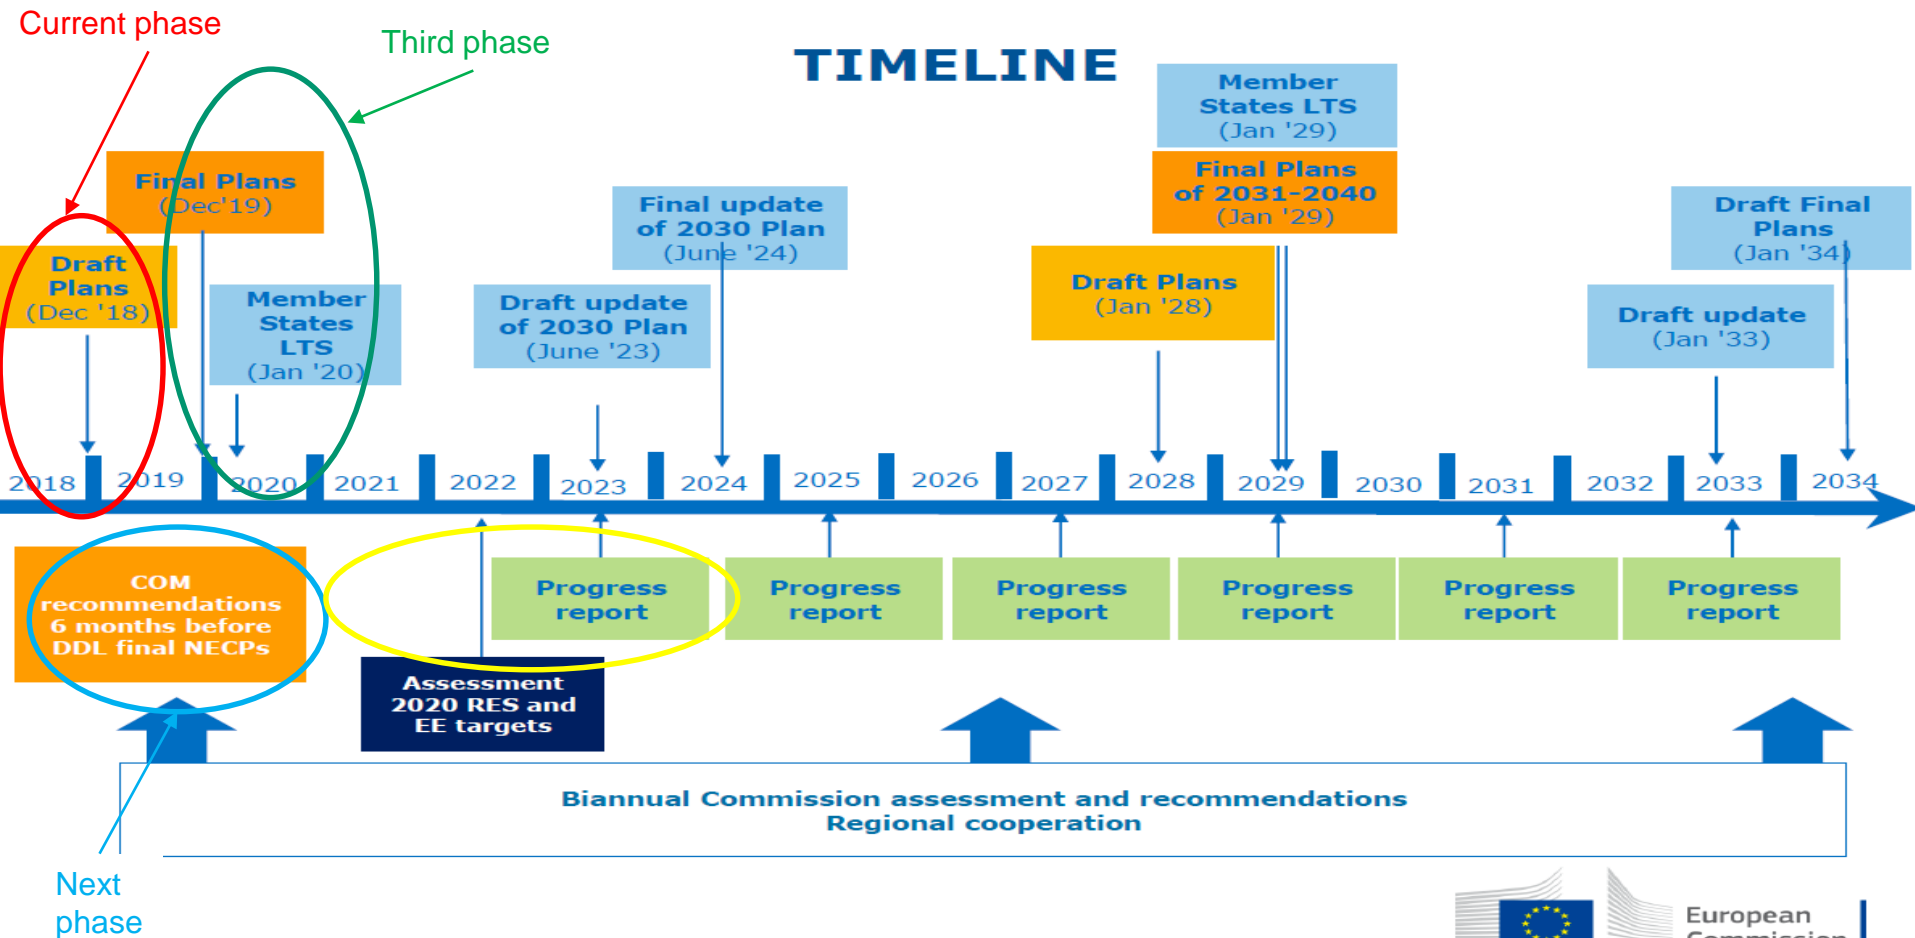 Current phase
Third phase
TIMELINE
Member
States LTS
(Jan '29)
Final Plans
(Dec'19)
Final Plans
of 2031-2040
(Jan '29)
Final update
of 2030 Plan
(June '24)
Draft Final
Plans
(Jan '34)
Draft
Plans
(Dec '18)
Member
States
LTS
(Jan '20)
Draft update
of 2030 Plan
(June '23)
Draft Plans
(Jan '28)
Draft update
(Jan '33)
2018 2019 2020 2021 2022 2023 2024 2025 2026 2027 2028 2029 2030 2031 2032 2033 2034
COM
recommendations
6 months before
DDL final NECPs
Progress
report
Progress
report
Progress
report
Progress
report
Progress
report
Progress
report
Assessment
2020 RES and
EE targets
Biannual Commission assessment and recommendations
Regional cooperation
Next
phase
European
Commission